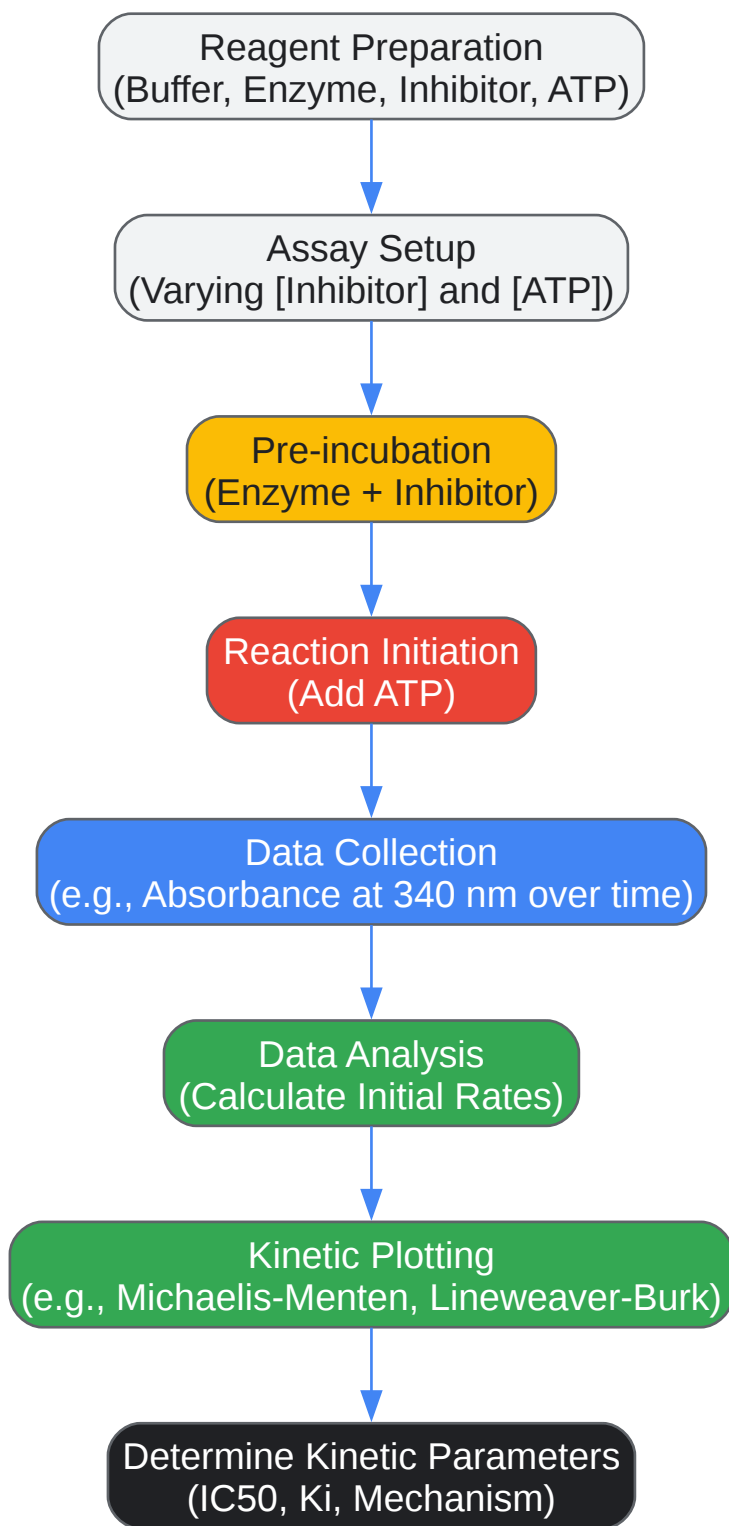 Reagent Preparation
(Buffer, Enzyme, Inhibitor, ATP)
Assay Setup
(Varying [Inhibitor] and [ATP])
Pre-incubation
(Enzyme + Inhibitor)
Reaction Initiation
(Add ATP)
Data Collection
(e.g., Absorbance at 340 nm over time)
Data Analysis
(Calculate Initial Rates)
Kinetic Plotting
(e.g., Michaelis-Menten, Lineweaver-Burk)
Determine Kinetic Parameters
(IC50, Ki, Mechanism)